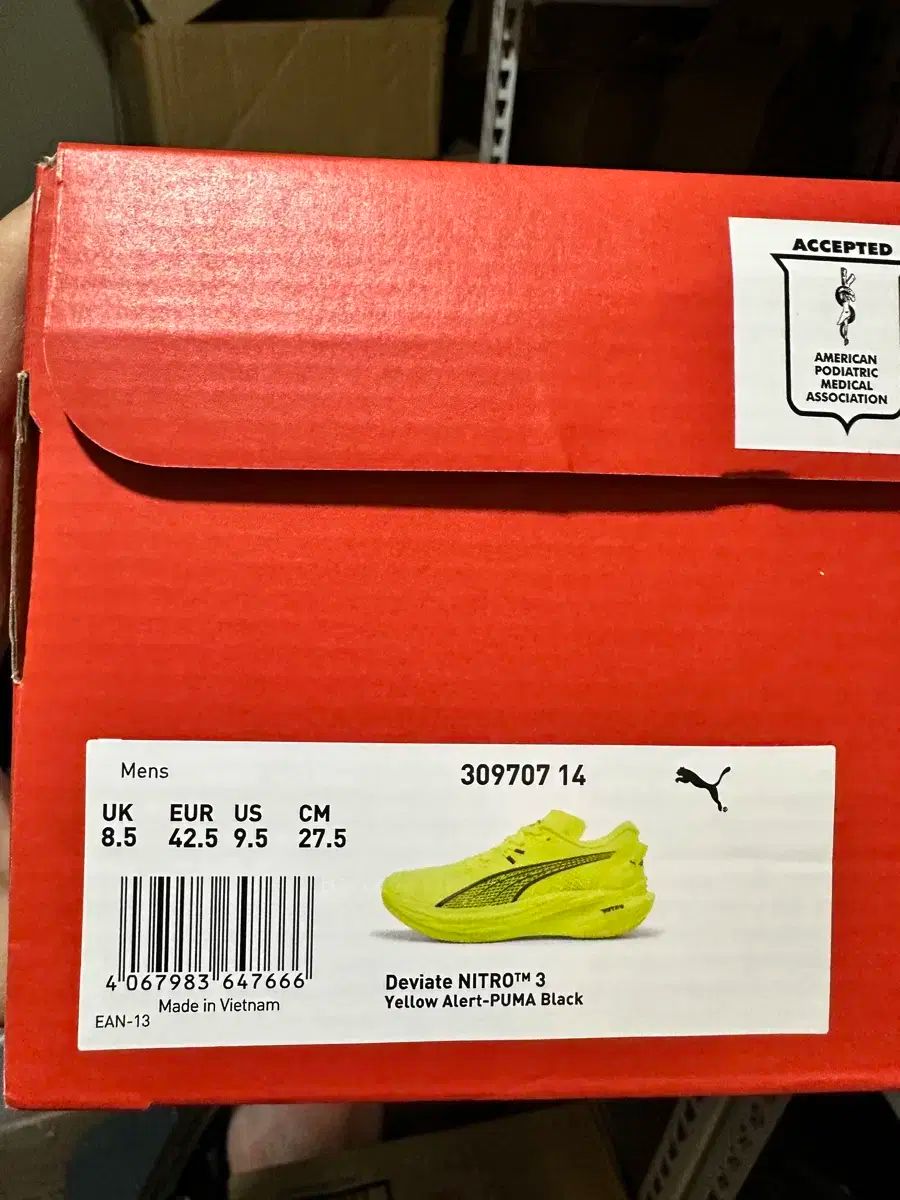 ACCEPTED
AMERICAN
PODIATRIC
MEDICAL
ASSOCIATION
Mens
309707 14
UK EUR US CM
8.5 42.5 9.5 27.5
4 067983 647666
Made in Vietnam
EAN-13
Deviate NITRO™ 3
Yellow Alert-PUMA Black